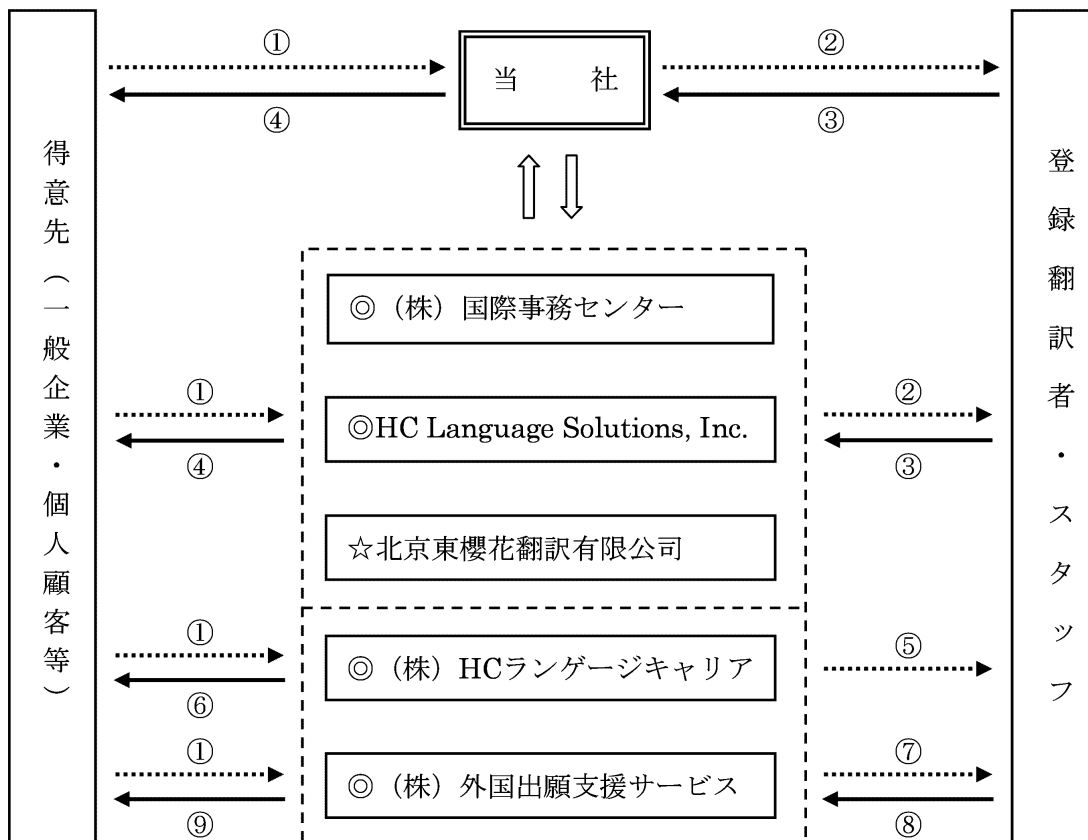 ① ②
当 社
④ ③
得意先（一般企業・個人顧客等）
登録翻訳者・スタッフ
◎（株）国際事務センター
① ②
◎HC Language Solutions, Inc.
④ ③
☆北京東櫻花翻訳有限公司
① ⑤
◎（株）HCランゲージキャリア
⑥
① ⑦
◎（株）外国出願支援サービス
⑨ ⑧